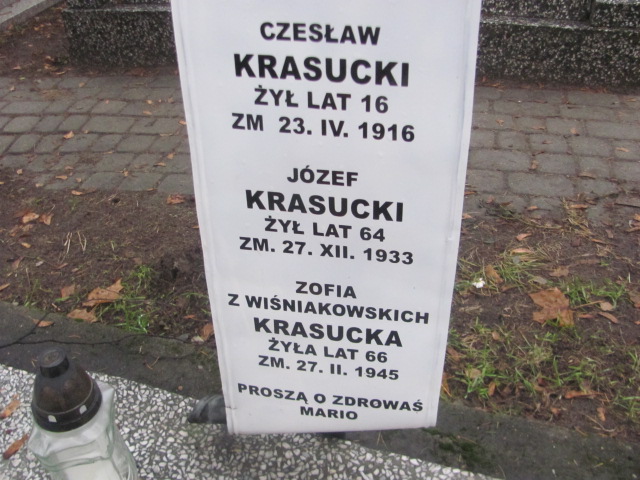 CZESŁAW
KRASUCKI
ŻYŁ LAT 16
ZM 23. IV. 1916
JÓZEF
KRASUCKI
ŻYŁ LAT 64
ZM. 27. XII. 1933
ZOFIA
Z WIŚNIAKOWSKICH
KRASUCKA
ŻYŁA LAT 66
ZM. 27. II. 1945
PROSZĄ O ZDROWAŚ
MARIO